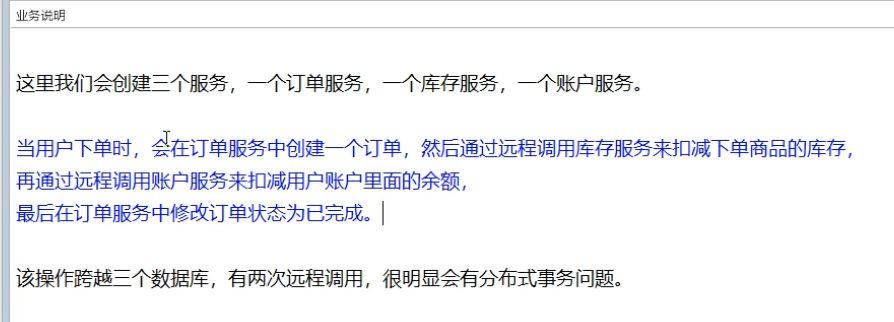 业务说明
这里我们会创建三个服务，一个订单服务，一个库存服务，一个账户服务。
当用户下单时，会在订单服务中创建一个订单，然后通过远程调用库存服务来扣减下单商品的库存，
再通过远程调用账户服务来扣减用户账户里面的余额，
最后在订单服务中修改订单状态为已完成。
该操作跨越三个数据库，有两次远程调用，很明显会有分布式事务问题。